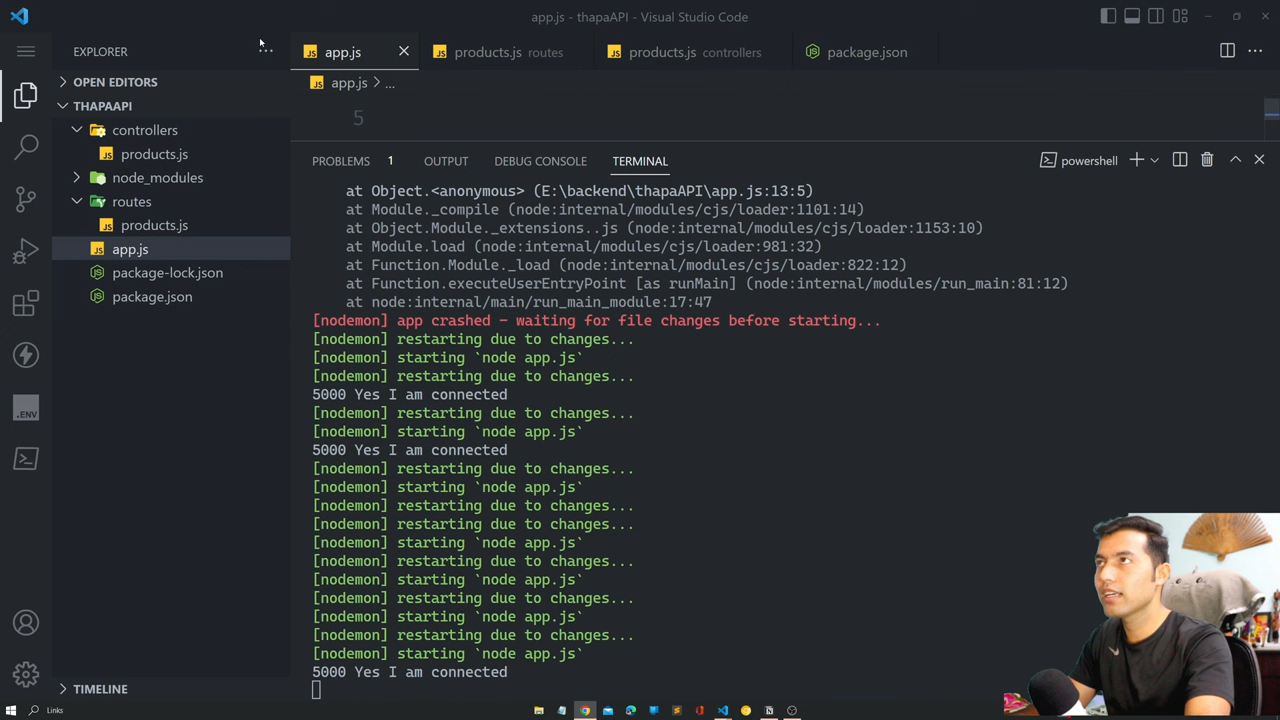 app.js - thapaAPI - Visual Studio Code
EXPLORER
...
app.js
products.js routes
products.js controllers
package.json
OPEN EDITORS
app.js > ...
THAPAAPI
5
controllers
products.js
node_modules
routes
products.js
app.js
package-lock.json
package.json
.ENV
TIMELINE
PROBLEMS 1 OUTPUT DEBUG CONSOLE TERMINAL
powershell
at Object.<anonymous> (E:\backend\thapaAPI\app.js:13:5)
at Module._compile (node:internal/modules/cjs/loader:1101:14)
at Object.Module._extensions..js (node:internal/modules/cjs/loader:1153:10)
at Module.load (node:internal/modules/cjs/loader:981:32)
at Function.Module._load (node:internal/modules/cjs/loader:822:12)
at Function.executeUserEntryPoint [as runMain] (node:internal/modules/run_main:81:12)
at node:internal/main/run_main_module:17:47
[nodemon] app crashed - waiting for file changes before starting...
[nodemon] restarting due to changes...
[nodemon] starting `node app.js`
[nodemon] restarting due to changes...
5000 Yes I am connected
[nodemon] restarting due to changes...
[nodemon] starting `node app.js`
5000 Yes I am connected
[nodemon] restarting due to changes...
[nodemon] starting `node app.js`
[nodemon] restarting due to changes...
[nodemon] restarting due to changes...
[nodemon] starting `node app.js`
[nodemon] restarting due to changes...
[nodemon] starting `node app.js`
[nodemon] restarting due to changes...
[nodemon] starting `node app.js`
[nodemon] restarting due to changes...
[nodemon] starting `node app.js`
5000 Yes I am connected
Links